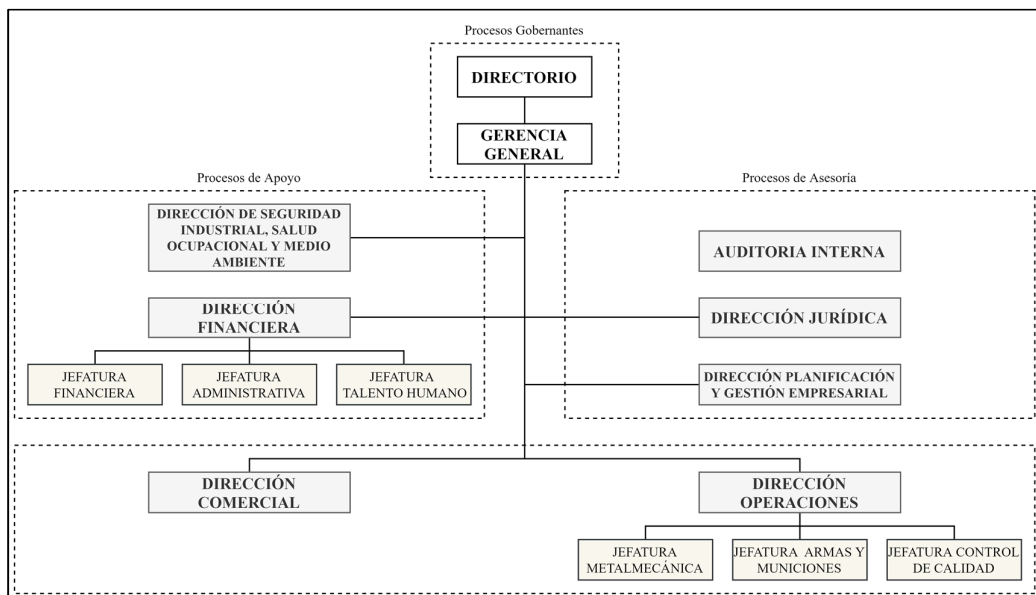 Procesos Gobernantes
DIRECTORIO
GERENCIA
GENERAL
Procesos de Apoyo
Procesos de Asesoría
DIRECCIÓN DE SEGURIDAD
INDUSTRIAL, SALUD
OCUPACIONAL Y MEDIO
AMBIENTE
AUDITORIA INTERNA
DIRECCIÓN
FINANCIERA
DIRECCIÓN JURÍDICA
JEFATURA
FINANCIERA
JEFATURA
ADMINISTRATIVA
JEFATURA
TALENTO HUMANO
DIRECCIÓN PLANIFICACIÓN
Y GESTIÓN EMPRESARIAL
DIRECCIÓN
COMERCIAL
DIRECCIÓN
OPERACIONES
JEFATURA
METALMECÁNICA
JEFATURA ARMAS Y
MUNICIONES
JEFATURA CONTROL
DE CALIDAD